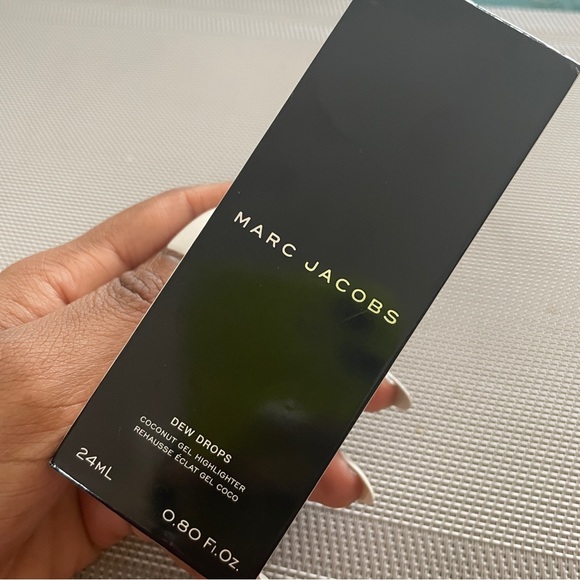 MARC JACOBS
DEW DROPS
COCONUT GEL HIGHLIGHTER
REHAUSSE ÉCLAT GEL COCO
24ML
0.80 Fl.Oz.